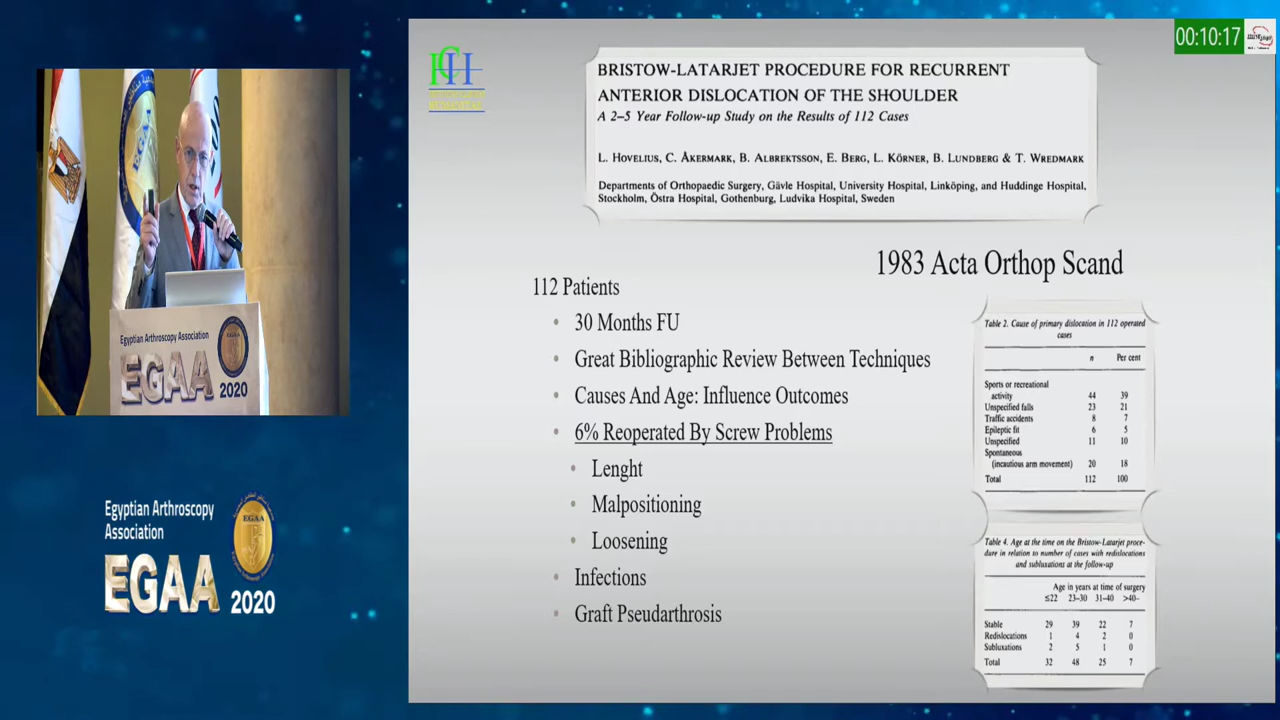 00:10:17
BRISTOW-LATARJET PROCEDURE FOR RECURRENT
ANTERIOR DISLOCATION OF THE SHOULDER
A 2–5 Year Follow-up Study on the Results of 112 Cases
L. HOVELIUS, C. ÅKERMARK, B. ALBREKTSSON, E. BERG, L. KÖRNER, B. LUNDBERG & T. WREDMARK
Departments of Orthopaedic Surgery, Gävle Hospital, University Hospital, Linköping, and Huddinge Hospital,
Stockholm, Östra Hospital, Gothenburg, Ludvika Hospital, Sweden
1983 Acta Orthop Scand
112 Patients
• 30 Months FU
• Great Bibliographic Review Between Techniques
• Causes And Age: Influence Outcomes
• 6% Reoperated By Screw Problems
• Lenght
• Malpositioning
• Loosening
• Infections
• Graft Pseudarthrosis
Table 2. Cause of primary dislocation in 112 operated
cases
n Per cent
Sports or recreational
activity 44 39
Unspecified falls 23 21
Traffic accidents 8 7
Epileptic fit 6 5
Unspecified 11 10
Spontaneous
(incautious arm movement) 20 18
Total 112 100
Table 4. Age at the time on the Bristow-Latarjet proce-
dure in relation to number of cases with redislocations
and subluxations at the follow-up
Age in years at time of surgery
≤22 23–30 31–40 >40–
Stable 29 39 22 7
Redislocations 1 4 2 0
Subluxations 2 5 1 0
Total 32 48 25 7
Egyptian Arthroscopy Association
EGAA
2020
Egyptian Arthroscopy
Association
EGAA
EGAA 2020